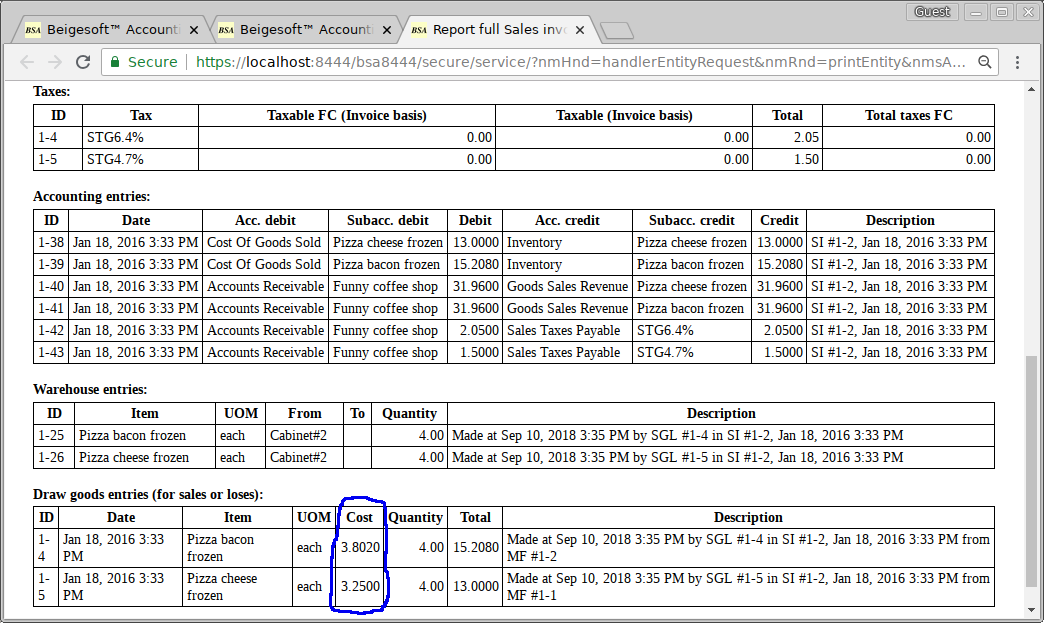 Guest
BSA Beigesoft™ Account BSA Beigesoft™ Account BSA Report full Sales invo
Secure https://localhost:8444/bsa8444/secure/service/?nmHnd=handlerEntityRequest&nmRnd=printEntity&nmsA...
Taxes:
ID Tax Taxable FC (Invoice basis) Taxable (Invoice basis) Total Total taxes FC
1-4 STG6.4% 0.00 0.00 2.05 0.00
1-5 STG4.7% 0.00 0.00 1.50 0.00
Accounting entries:
ID Date Acc. debit Subacc. debit Debit Acc. credit Subacc. credit Credit Description
1-38 Jan 18, 2016 3:33 PM Cost Of Goods Sold Pizza cheese frozen 13.0000 Inventory Pizza cheese frozen 13.0000 SI #1-2, Jan 18, 2016 3:33 PM
1-39 Jan 18, 2016 3:33 PM Cost Of Goods Sold Pizza bacon frozen 15.2080 Inventory Pizza bacon frozen 15.2080 SI #1-2, Jan 18, 2016 3:33 PM
1-40 Jan 18, 2016 3:33 PM Accounts Receivable Funny coffee shop 31.9600 Goods Sales Revenue Pizza cheese frozen 31.9600 SI #1-2, Jan 18, 2016 3:33 PM
1-41 Jan 18, 2016 3:33 PM Accounts Receivable Funny coffee shop 31.9600 Goods Sales Revenue Pizza bacon frozen 31.9600 SI #1-2, Jan 18, 2016 3:33 PM
1-42 Jan 18, 2016 3:33 PM Accounts Receivable Funny coffee shop 2.0500 Sales Taxes Payable STG6.4% 2.0500 SI #1-2, Jan 18, 2016 3:33 PM
1-43 Jan 18, 2016 3:33 PM Accounts Receivable Funny coffee shop 1.5000 Sales Taxes Payable STG4.7% 1.5000 SI #1-2, Jan 18, 2016 3:33 PM
Warehouse entries:
ID Item UOM From To Quantity Description
1-25 Pizza bacon frozen each Cabinet#2 4.00 Made at Sep 10, 2018 3:35 PM by SGL #1-4 in SI #1-2, Jan 18, 2016 3:33 PM
1-26 Pizza cheese frozen each Cabinet#2 4.00 Made at Sep 10, 2018 3:35 PM by SGL #1-5 in SI #1-2, Jan 18, 2016 3:33 PM
Draw goods entries (for sales or loses):
ID Date Item UOM Cost Quantity Total Description
1- Jan 18, 2016 3:33 Pizza bacon each 3.8020 4.00 15.2080 Made at Sep 10, 2018 3:35 PM by SGL #1-4 in SI #1-2, Jan 18, 2016 3:33 PM from
4 PM frozen MF #1-2
1- Jan 18, 2016 3:33 Pizza cheese each 3.2500 4.00 13.0000 Made at Sep 10, 2018 3:35 PM by SGL #1-5 in SI #1-2, Jan 18, 2016 3:33 PM from
5 PM frozen MF #1-1